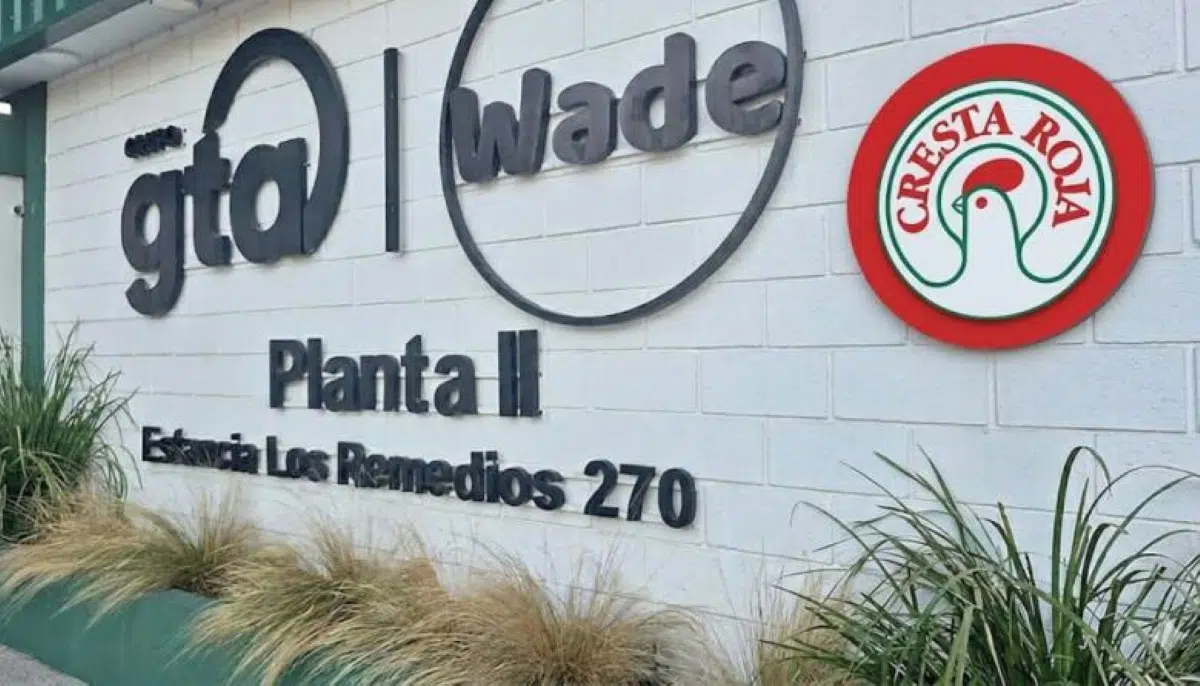 GRUPO
gta
Wade
CRESTA ROJA
Planta II
Estancia Los Remedios 270